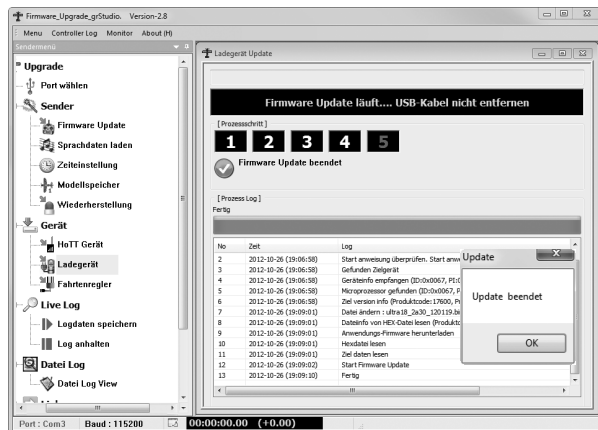 Firmware_Upgrade_grStudio. Version-2.8
Menu Controller Log Monitor About (H)
Sendermenü
Upgrade
Port wählen
Sender
Firmware Update
Sprachdaten laden
Zeiteinstellung
Modellspeicher
Wiederherstellung
Gerät
HoTT Gerät
Ladegerät
Fahrtenregler
Live Log
Logdaten speichern
Log anhalten
Datei Log
Datei Log View
Ladegerät Update
Firmware Update läuft.... USB-Kabel nicht entfernen
[ Prozessschritt ]
1 2 3 4 5
Firmware Update beendet
[ Prozess Log ]
Fertig
No Zeit Log
2 2012-10-26 (19:06:58) Start anweisung überprüfen. Start
3 2012-10-26 (19:06:58) Gefunden Zielgerät
4 2012-10-26 (19:06:58) Geräteinfo empfangen (ID:0x0067,
5 2012-10-26 (19:06:58) Microprozessor gefunden (ID:0x0067,
6 2012-10-26 (19:06:58) Ziel version info (Produktcode:17600,
7 2012-10-26 (19:09:01) Datei ändern : ultra18_2a30_120119.bi
8 2012-10-26 (19:09:01) Dateiinfo von HEX-Datei lesen
9 2012-10-26 (19:09:01) Anwendungs-Firmware herunterladen
10 2012-10-26 (19:09:01) Hexdatei lesen
11 2012-10-26 (19:09:01) Ziel daten lesen
12 2012-10-26 (19:09:02) Start Firmware Update
13 2012-10-26 (19:09:10) Fertig
Update
Update beendet
OK
Port : Com3 Baud : 115200 00:00:00.00 (+0.00)